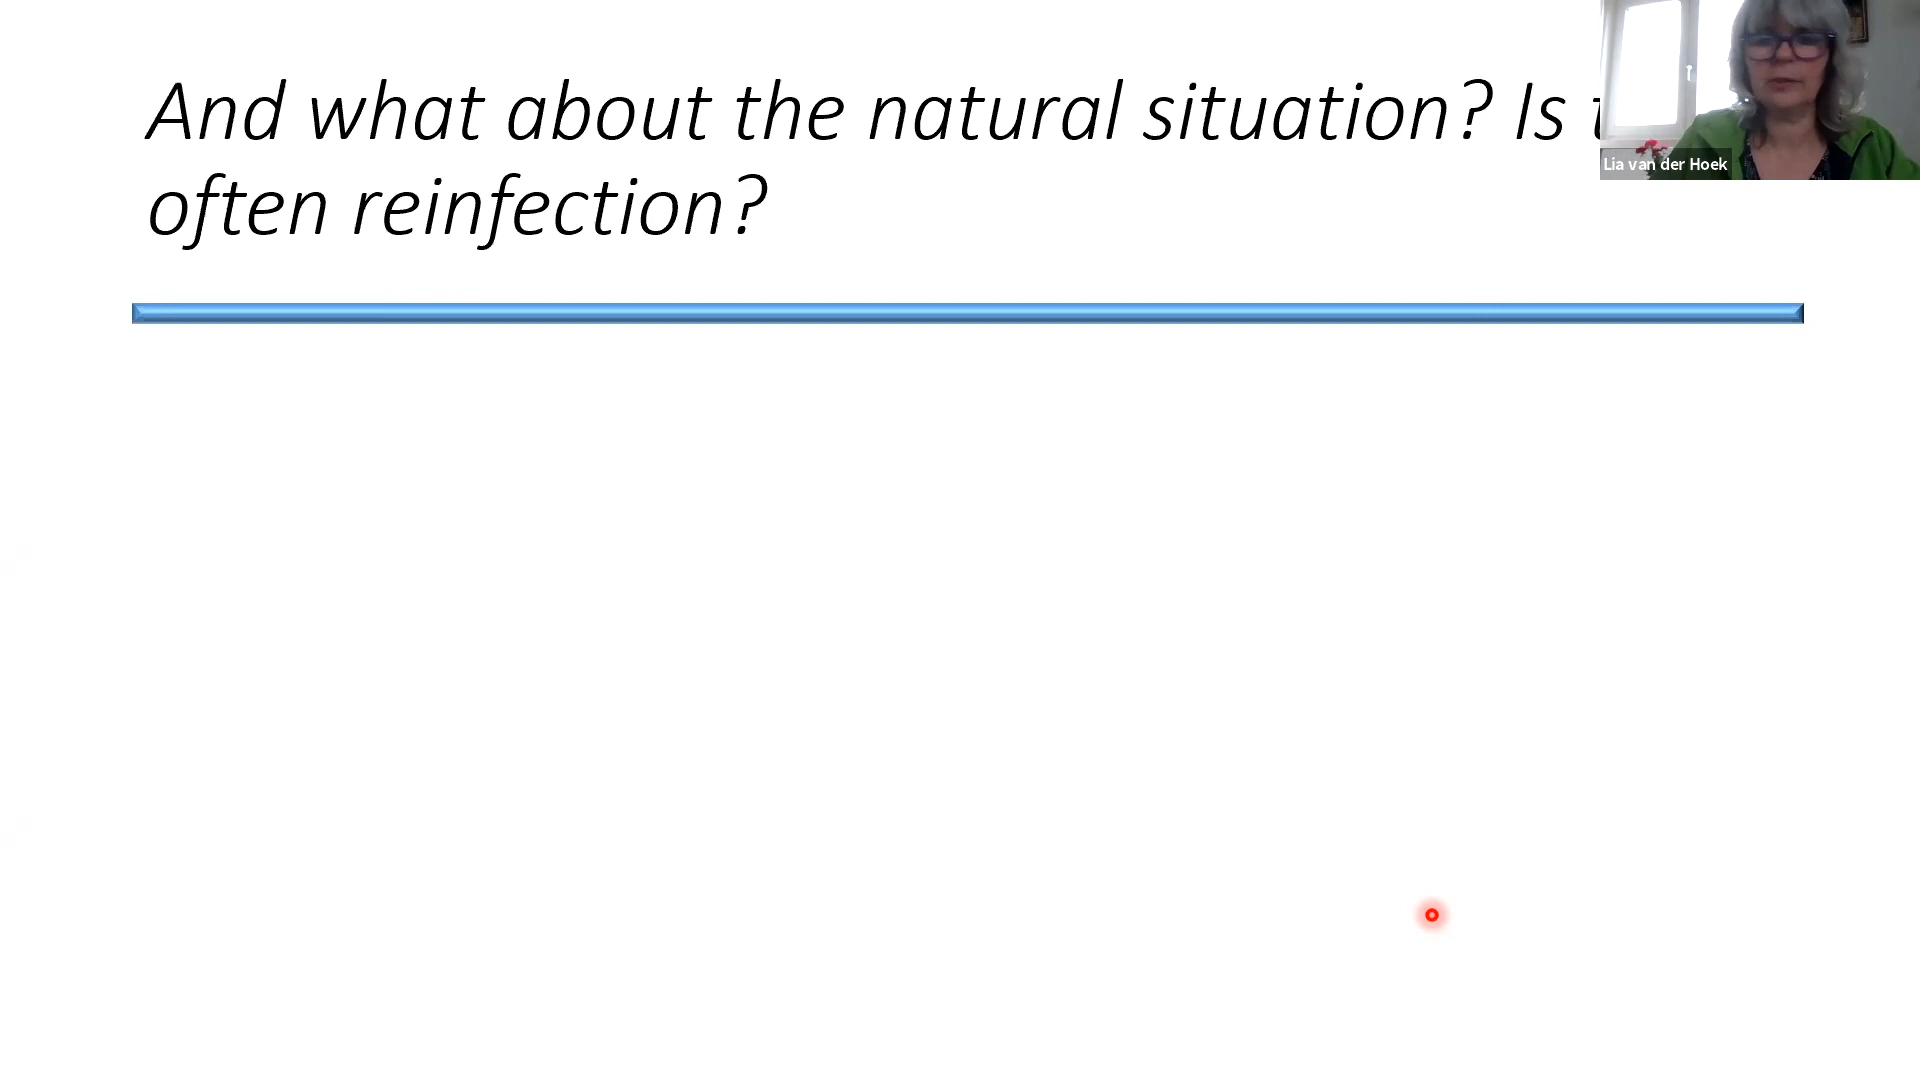 And what about the natural situation? Is
often reinfection?
Lia van der Hoek